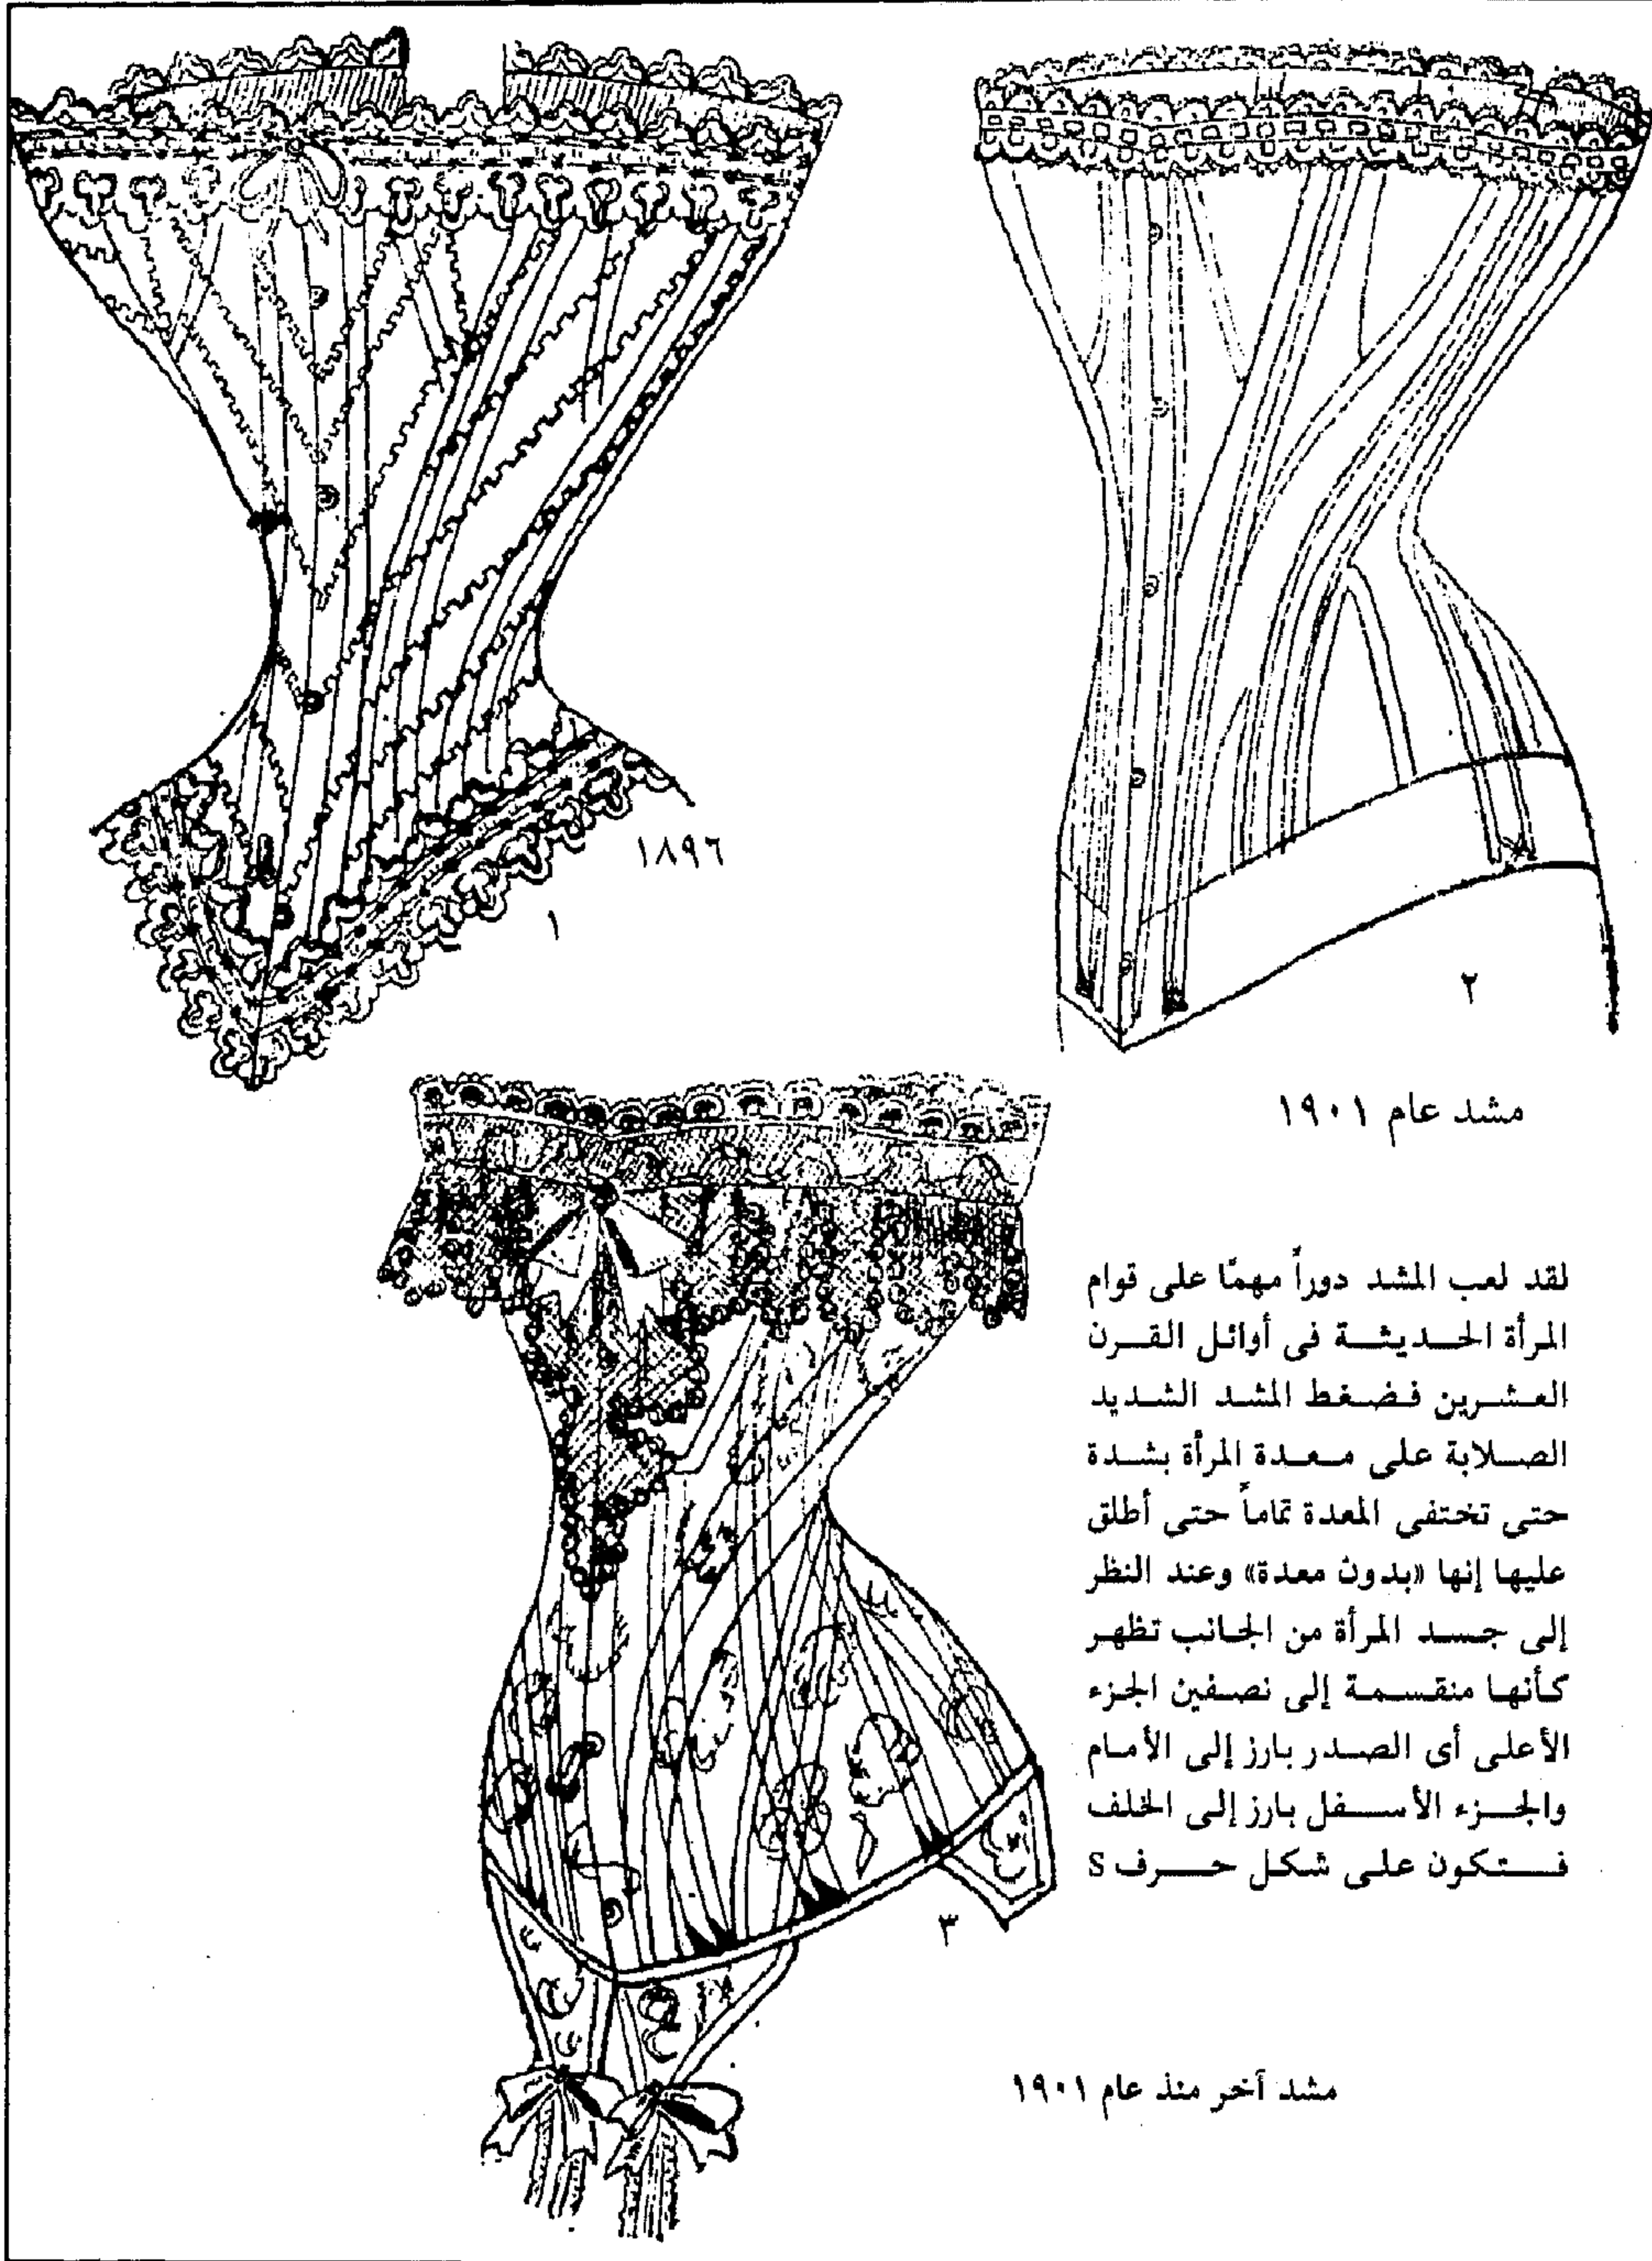 ١٨٩٦
١
٢
مشد عام ١٩٠١
لقد لعب المشد دوراً مهمًا على قوام
المرأة الحديثة فى أوائل القرن
العشرين فضغط المشد الشديد
الصلابة على معدة المرأة بشدة
حتى تختفى المعدة تماماً حتى أطلق
عليها إنها «بدون معدة» وعند النظر
إلى جسد المرأة من الجانب تظهر
كأنها منقسمة إلى نصفين الجزء
الأعلى أى الصدر بارز إلى الأمام
والجزء الأسفل بارز إلى الخلف
فتكون على شكل حرف S
٣
مشد آخر منذ عام ١٩٠١